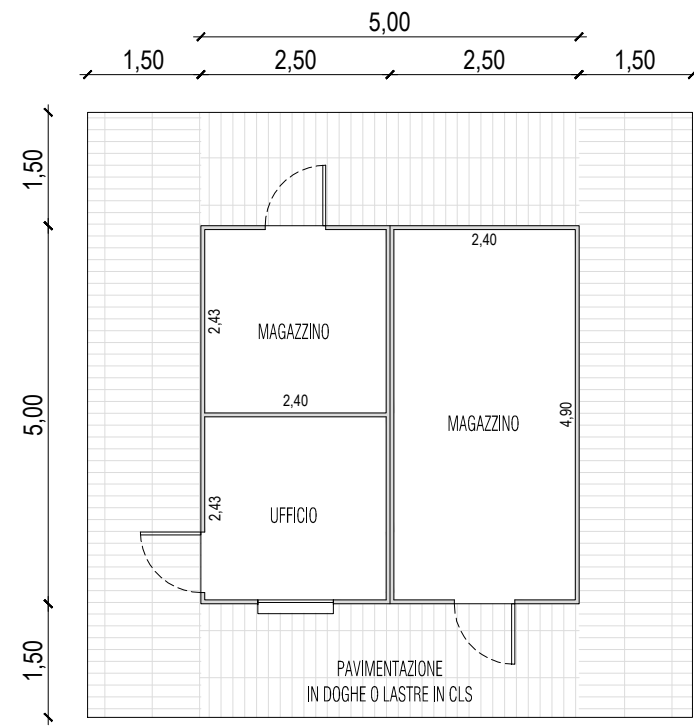 5,00
1,50
2,50
2,50
1,50
1,50
2,40
2,43
MAGAZZINO
2,40
5,00
4,90
MAGAZZINO
2,43
UFFICIO
1,50
PAVIMENTAZIONE
IN DOGHE O LASTRE IN CLS